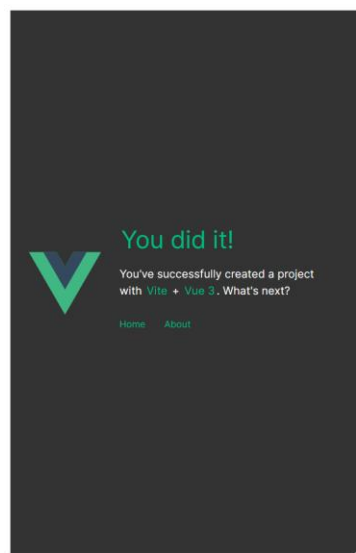 You did it!
You've successfully created a project
with Vite + Vue 3. What's next?
Home About